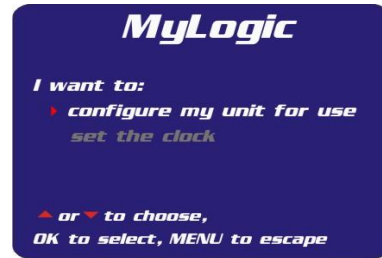 MyLogic
I want to:
configure my unit for use
set the clock
or to choose,
OK to select, MENU to escape